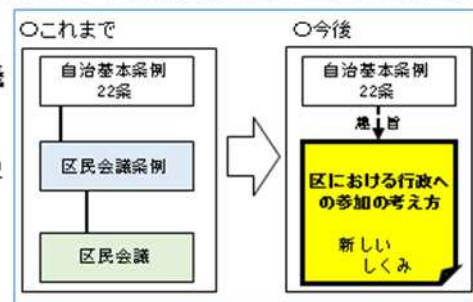 〇これまで
自治基本条例
22条
区民会議条例
区民会議
〇今後
自治基本条例
22条
趣旨
区における行政へ
の参加の考え方
新しい
しくみ